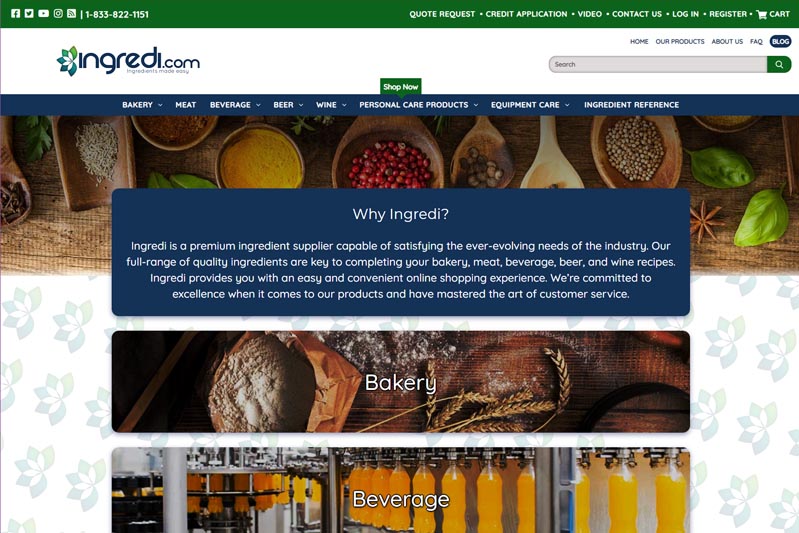 | 1-833-822-1151
QUOTE REQUEST • CREDIT APPLICATION • VIDEO • CONTACT US • LOG IN • REGISTER • CART
HOME OUR PRODUCTS ABOUT US FAQ BLOG
ingredi.com
Ingredients made easy
Search
Shop Now
BAKERY MEAT BEVERAGE BEER WINE PERSONAL CARE PRODUCTS EQUIPMENT CARE INGREDIENT REFERENCE
Why Ingredi?
Ingredi is a premium ingredient supplier capable of satisfying the ever-evolving needs of the industry. Our
full-range of quality ingredients are key to completing your bakery, meat, beverage, beer, and wine recipes.
Ingredi provides you with an easy and convenient online shopping experience. We’re committed to
excellence when it comes to our products and have mastered the art of customer service.
Bakery
Beverage